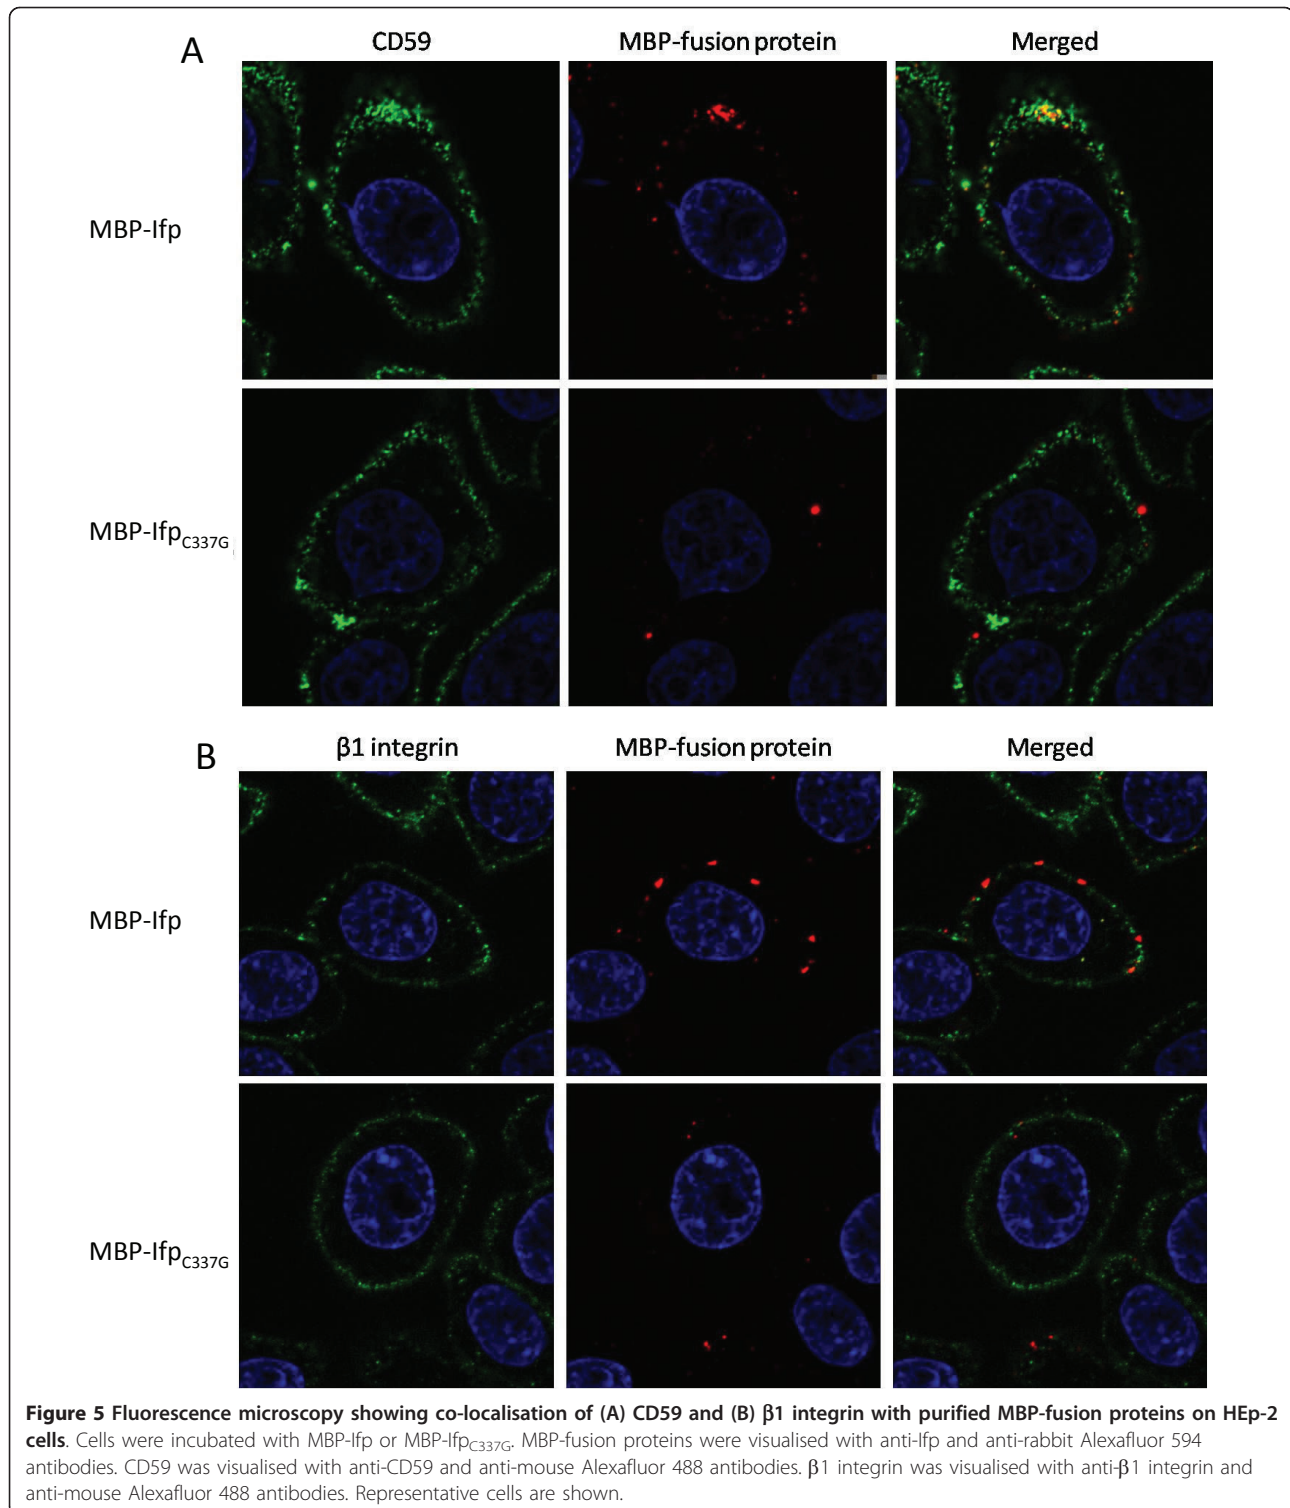 A
CD59 MBP-fusion protein Merged
MBP-Ifp
MBP-Ifp_C337G
B
β1 integrin MBP-fusion protein Merged
MBP-Ifp
MBP-Ifp_C337G
Figure 5 Fluorescence microscopy showing co-localisation of (A) CD59 and (B) β1 integrin with purified MBP-fusion proteins on HEp-2
cells. Cells were incubated with MBP-Ifp or MBP-Ifp_C337G. MBP-fusion proteins were visualised with anti-Ifp and anti-rabbit Alexafluor 594
antibodies. CD59 was visualised with anti-CD59 and anti-mouse Alexafluor 488 antibodies. β1 integrin was visualised with anti-β1 integrin and
anti-mouse Alexafluor 488 antibodies. Representative cells are shown.